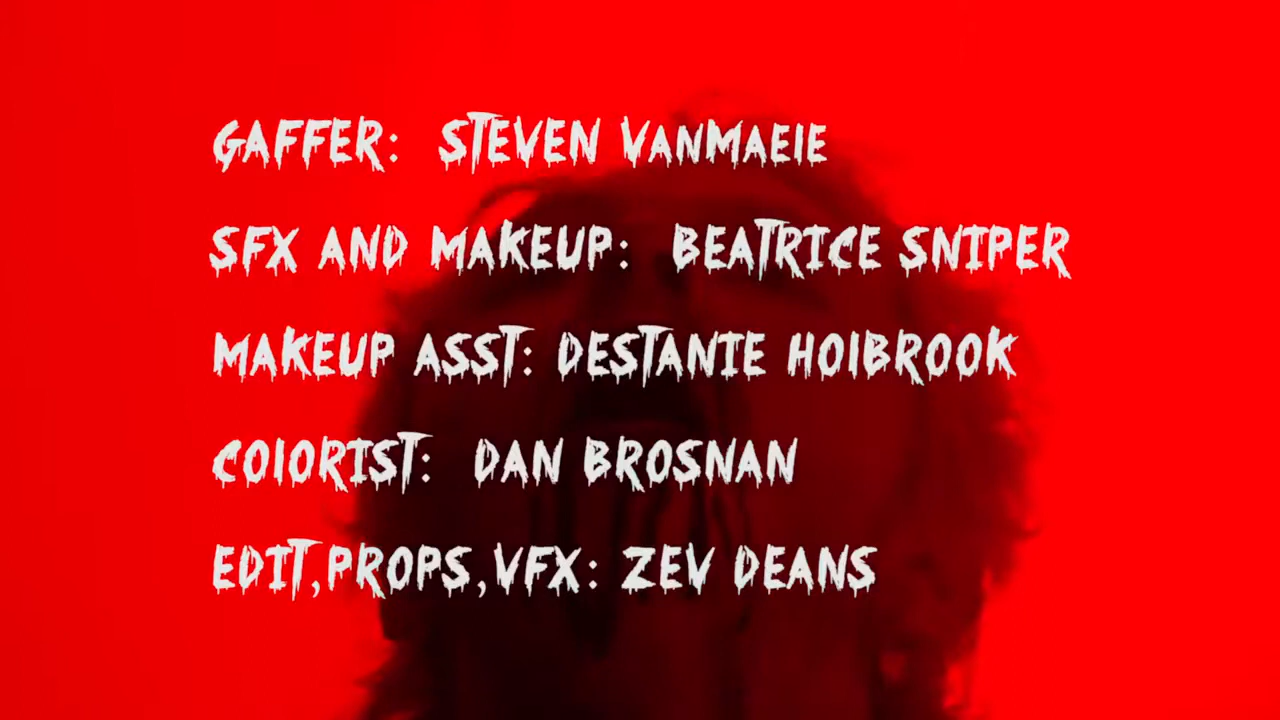 GAFFER: STEVEN VANMAEIE
SFX AND MAKEUP: BEATRICE SNIPER
MAKEUP ASST: DESTANIE HOIBROOK
COIORIST: DAN BROSNAN
EDIT,PROPS,VFX: ZEV DEANS